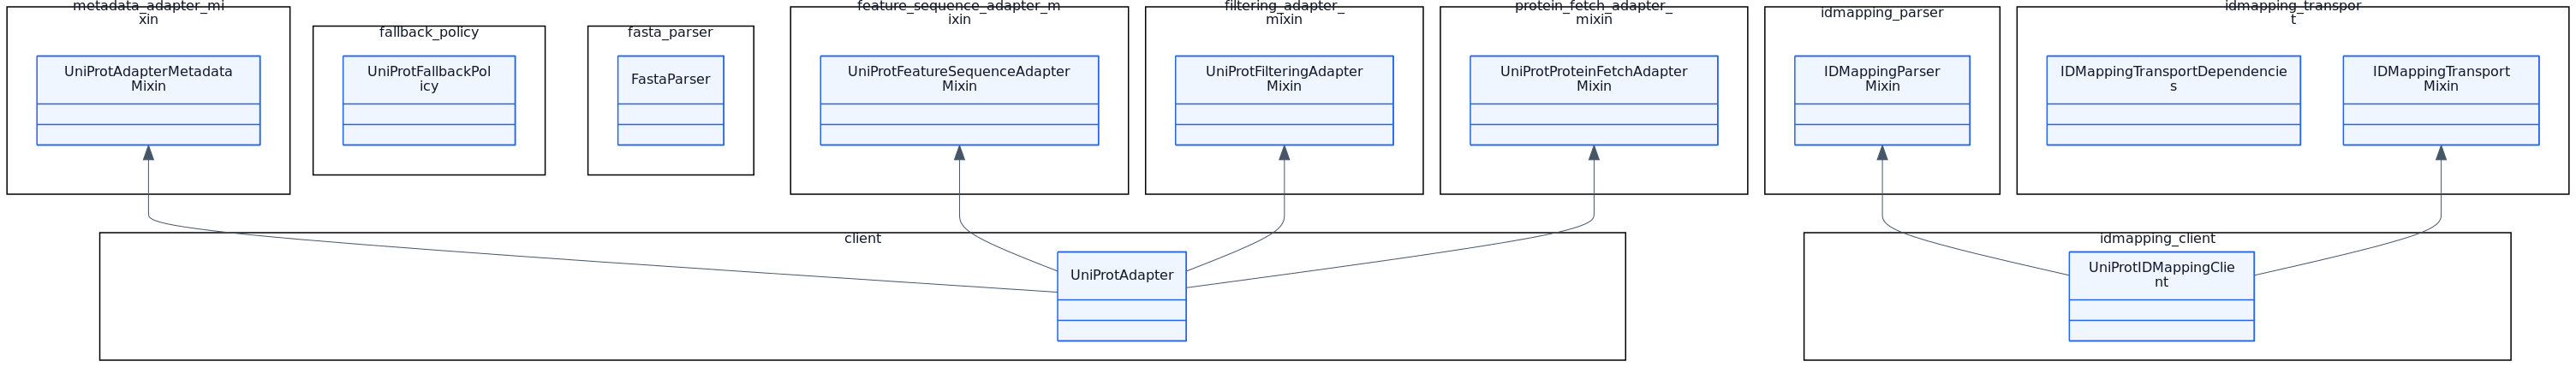 metadata_adapter_mi
xin
UniProtAdapterMetadata
Mixin
fallback_policy
UniProtFallbackPol
icy
fasta_parser
FastaParser
feature_sequence_adapter_m
ixin
UniProtFeatureSequenceAdapter
Mixin
filtering_adapter_
mixin
UniProtFilteringAdapter
Mixin
protein_fetch_adapter_
mixin
UniProtProteinFetchAdapter
Mixin
idmapping_parser
IDMappingParser
Mixin
idmapping_transpor
t
IDMappingTransportDependencie
s
IDMappingTransport
Mixin
client
UniProtAdapter
idmapping_client
UniProtIDMappingClie
nt